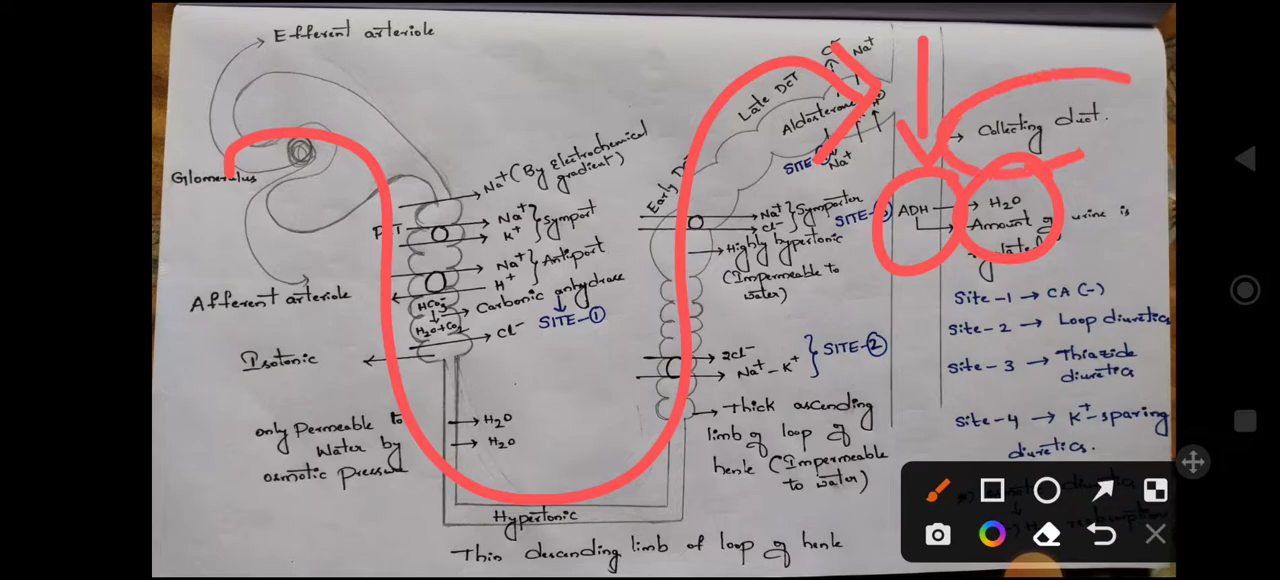 Efferent arteriole
Glomerulus
Afferent arteriole
Na+ (By Electrochemical
gradient)
Na+
K+
} Symport
Na+
H+
} Antiport
HCO3-
H2O+CO2
Carbonic anhydrase
SITE-①
Cl-
Isotonic
only Permeable to
Water by
osmotic pressure
H2O
H2O
Hypertonic
Thin descending limb of loop of henle
Thick ascending
limb of loop of
henle (Impermeable
to water)
2Cl-
Na+-K+
} SITE-②
Early
Na+
Cl-
} Symporter
SITE-
Highly hypertonic
(Impermeable to
water)
Late DCT
Aldosterone
Na+
SITE-
Na+
Collecting duct.
ADH
H2O
Amount of urine is
Site-1 → CA (-)
Site-2 → Loop diuretics
Site-3 → Thiazide
diuretics
Site-4 → K+-sparing
diuretics.